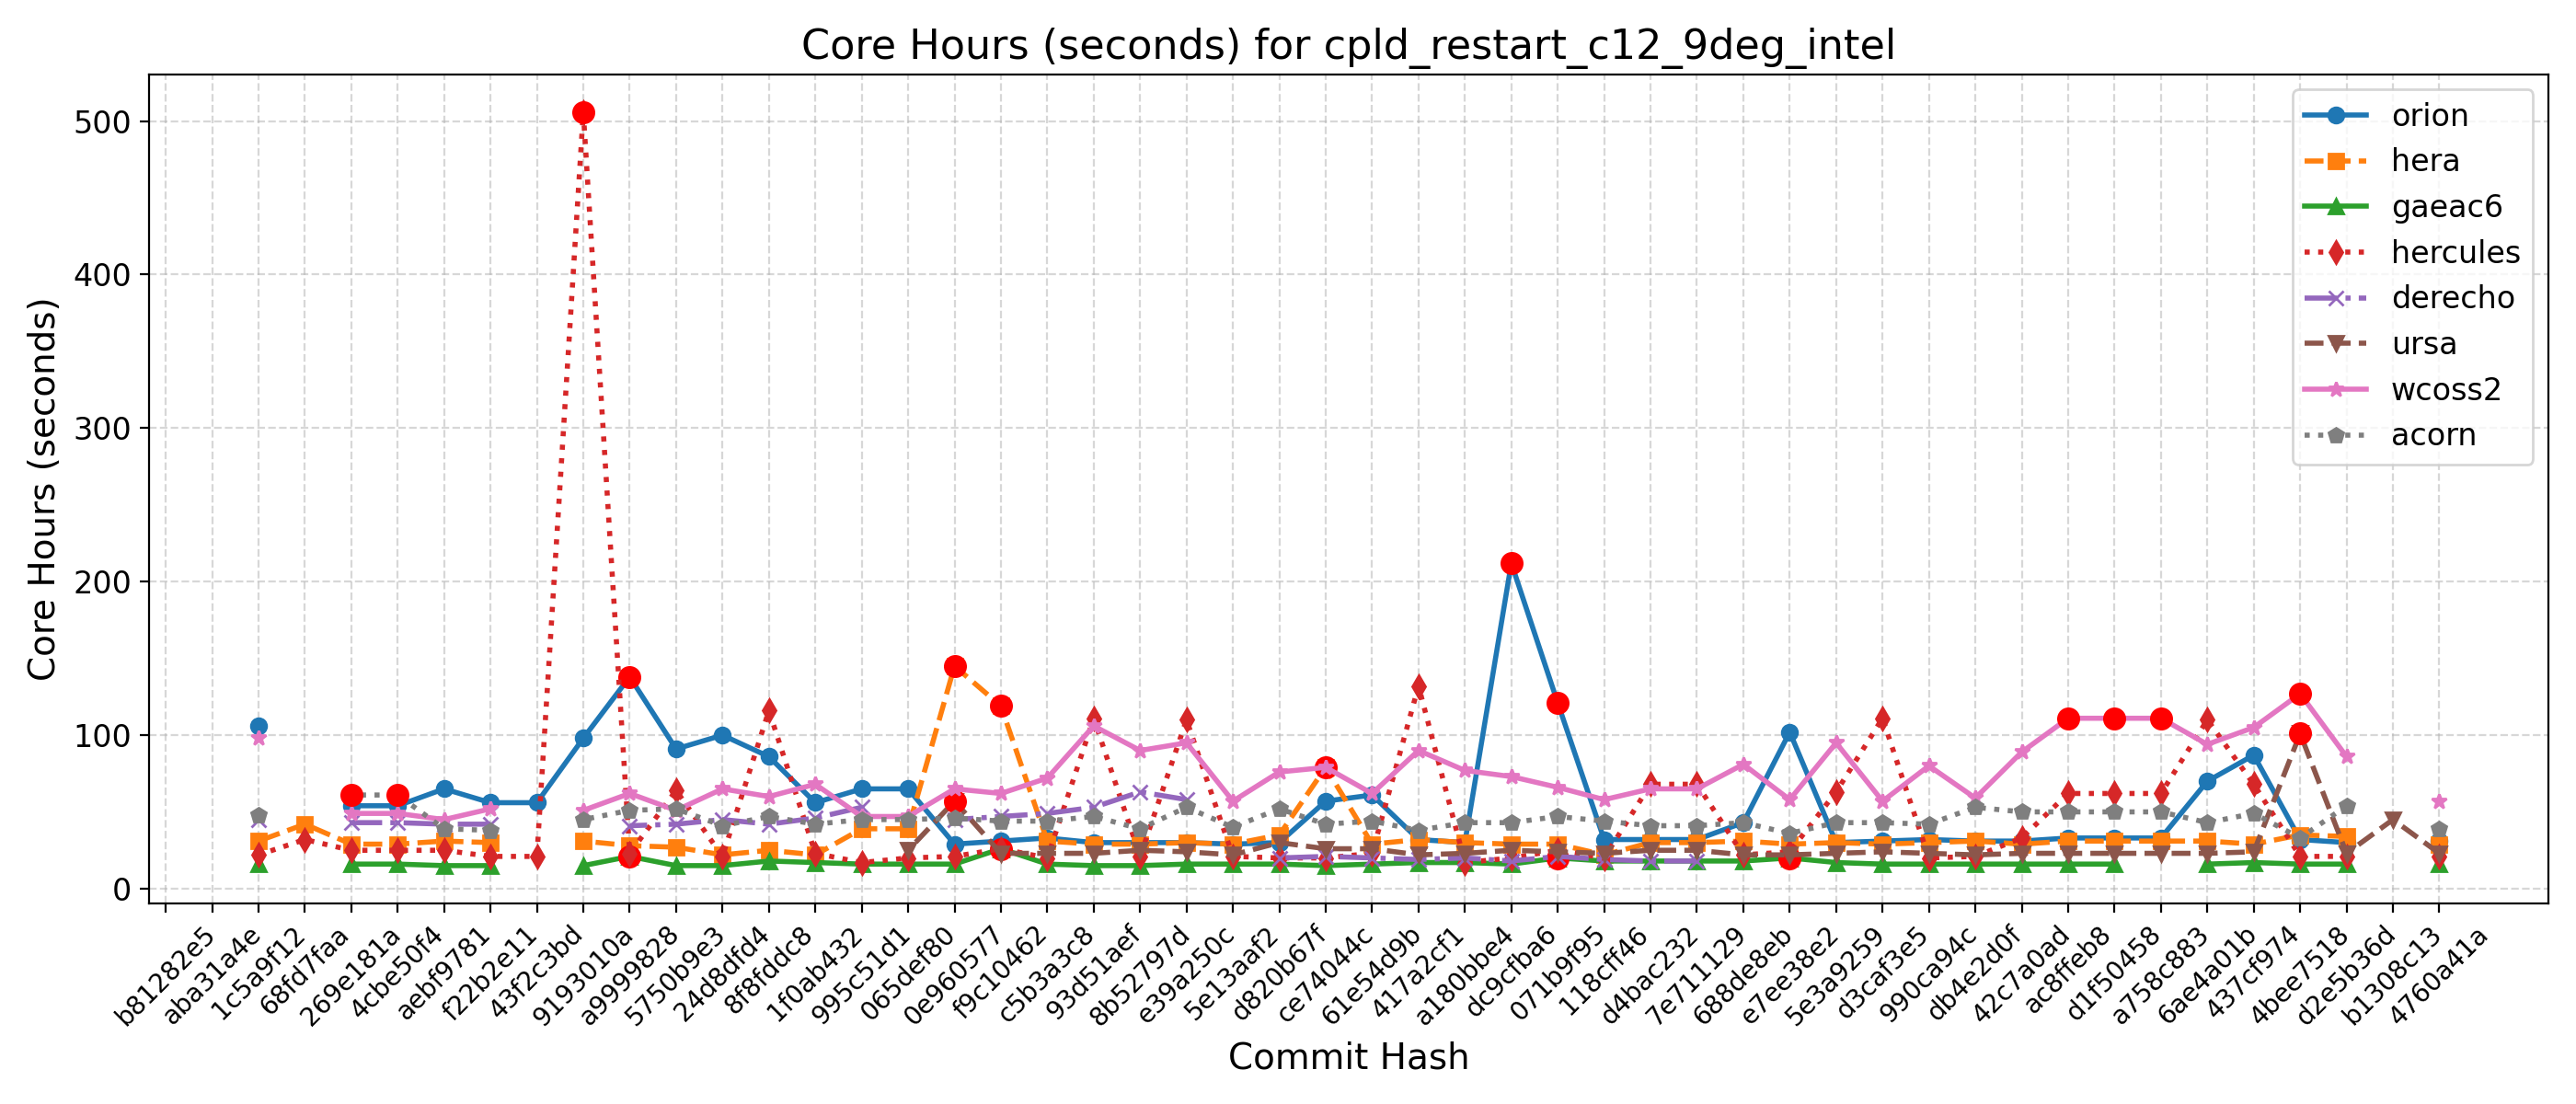 Core Hours (seconds) for cpld_restart_c12_9deg_intel
Core Hours (seconds)
500
400
300
200
100
0
orion
hera
gaeac6
hercules
derecho
ursa
wcoss2
acorn
b81282e5
aba31a4e
1c5a9f12
68fd7faa
269e181a
4cbe50f4
aebf9781
f22b2e11
43f2c3bd
9193010a
a9999828
5750b9e3
24d8dfd4
8f8fddc8
1f0ab432
995c51d1
065def80
0e960577
f9c10462
c5b3a3c8
93d51aef
8b52797d
e39a250c
5e13aaf2
d820b67f
ce74044c
61e54d9b
417a2cf1
a180bbe4
dc9cfba6
071b9f95
118cff46
d4bac232
7e711129
688de8eb
e7ee38e2
5e3a9259
d3caf3e5
990ca94c
db4e2d0f
42c7a0ad
ac8ffeb8
d1f50458
a758c883
6ae4a01b
437cf974
4bee7518
d2e5b36d
b1308c13
4760a41a
Commit Hash